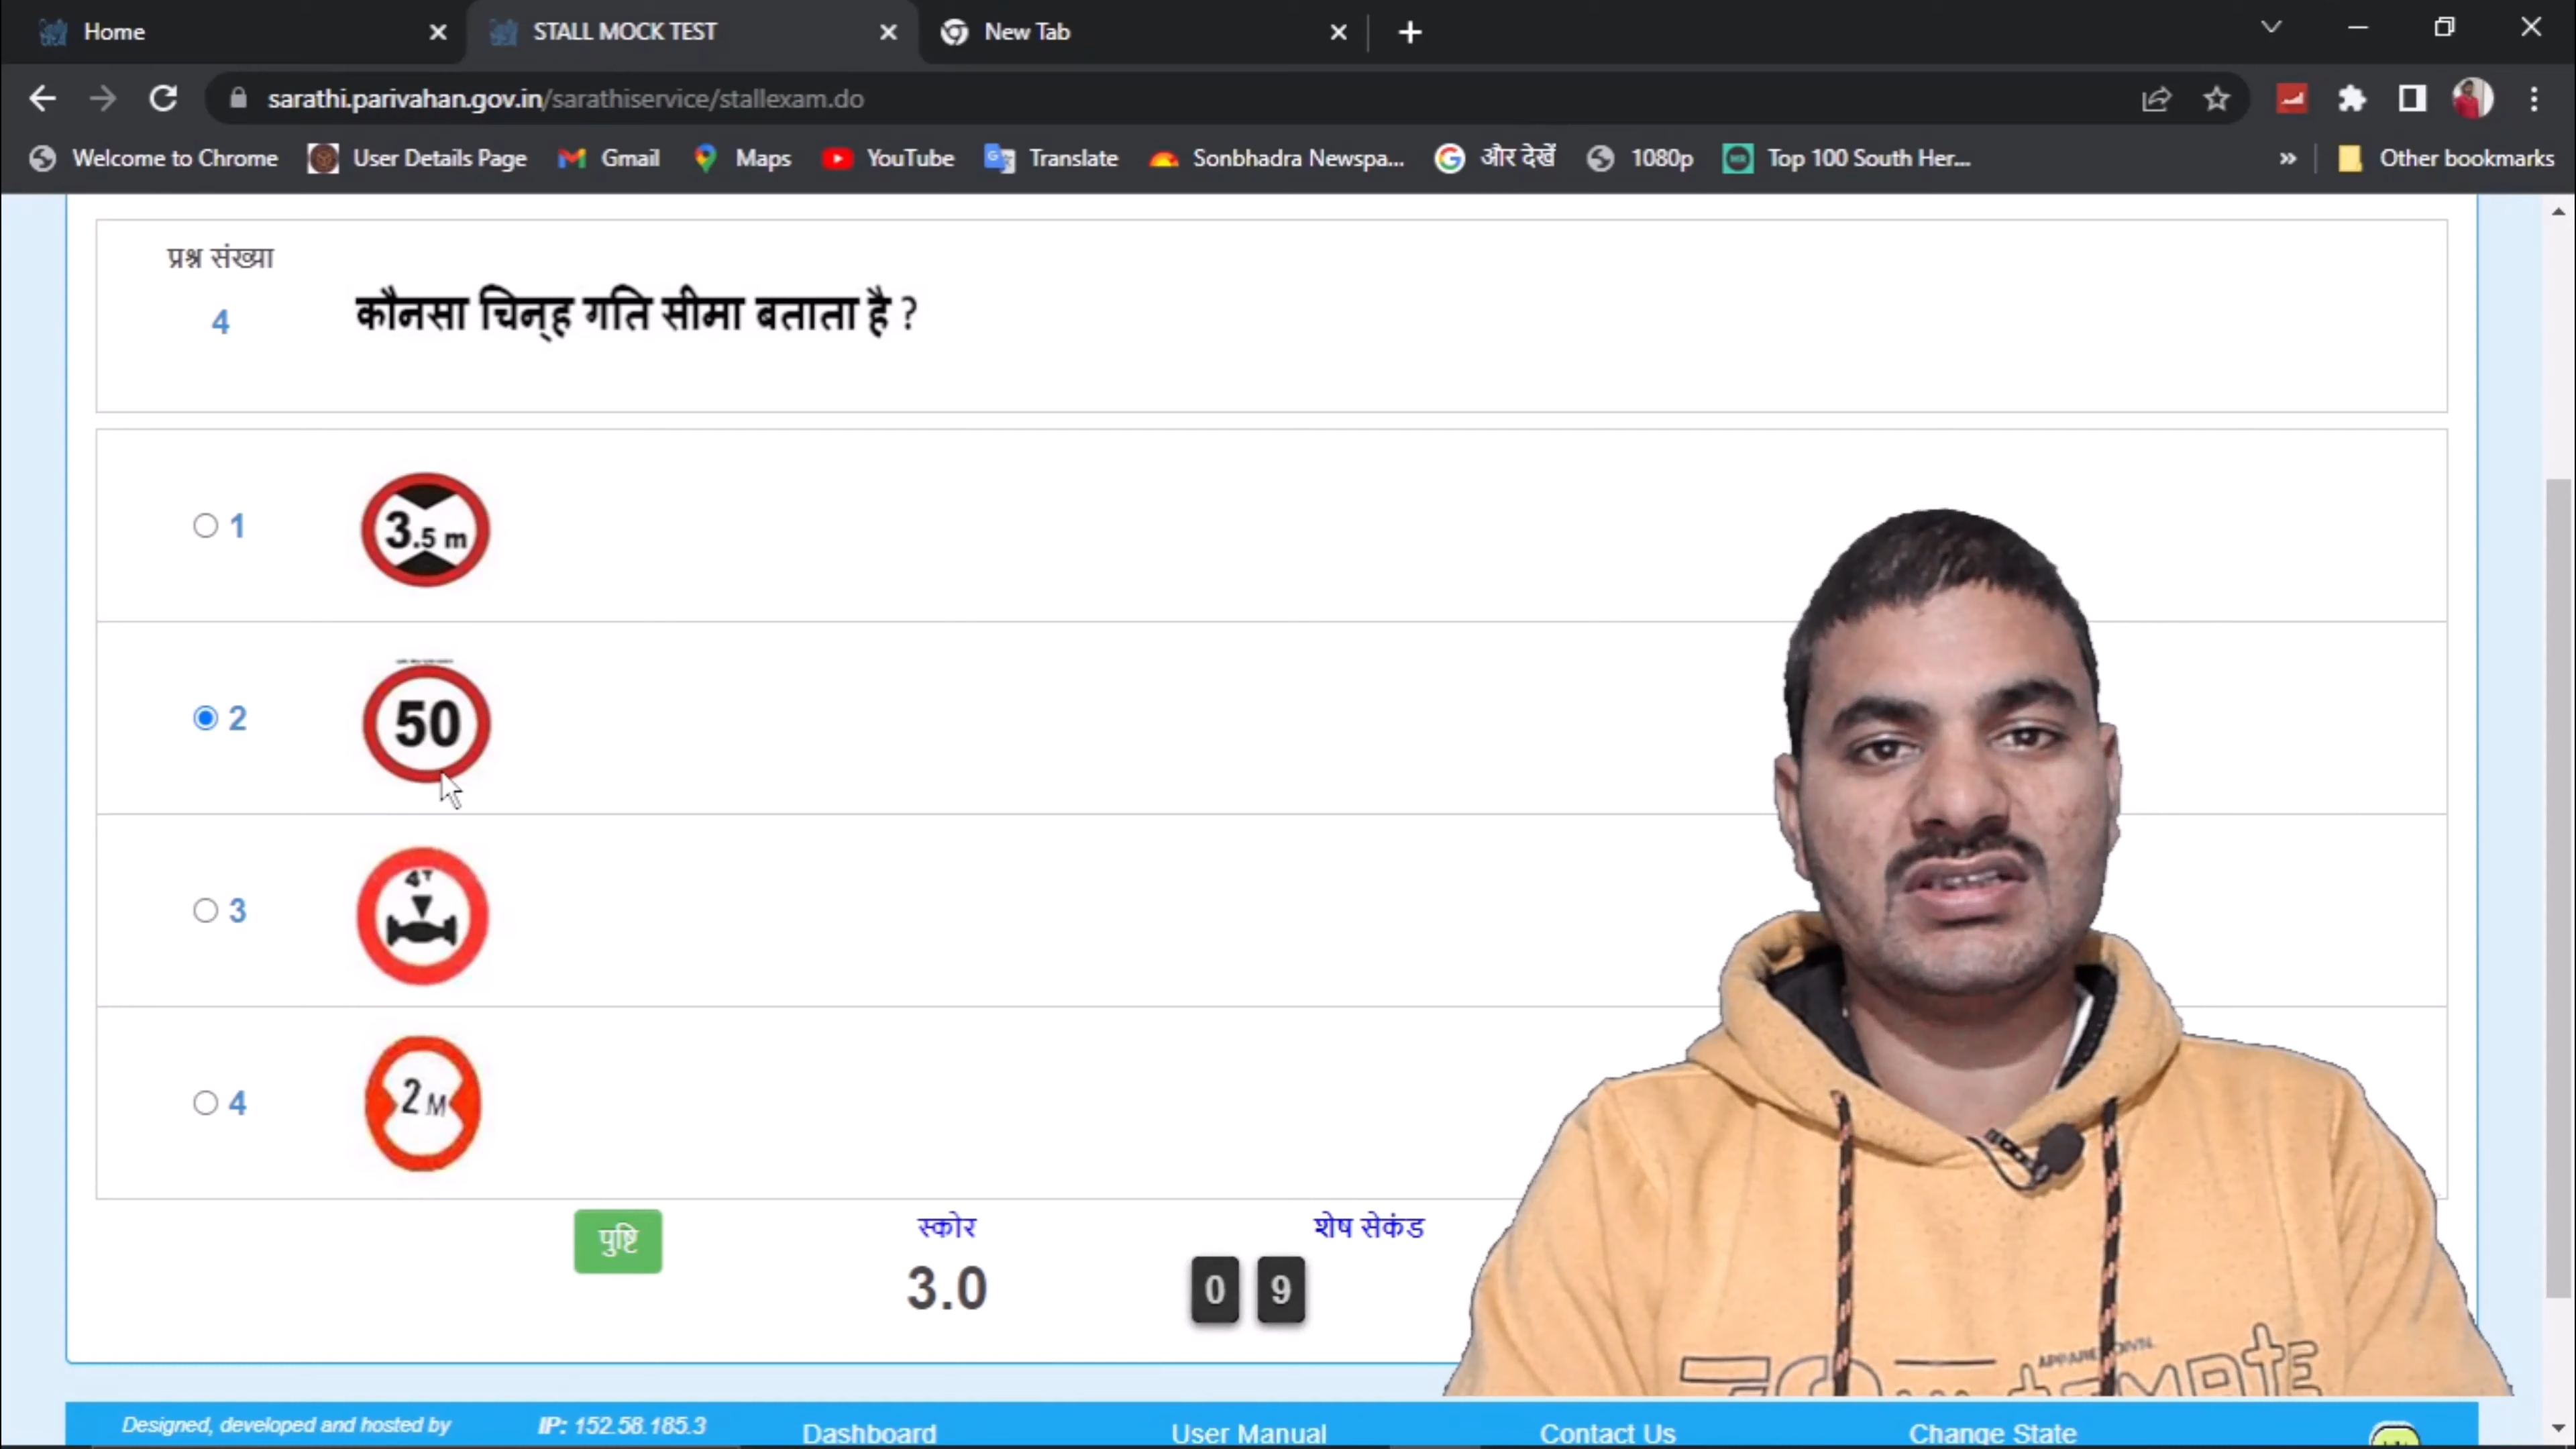 Home
STALL MOCK TEST
New Tab
sarathi.parivahan.gov.in/sarathiservice/stallexam.do
Welcome to Chrome
User Details Page
Gmail
Maps
YouTube
Translate
Sonbhadra Newspa...
और देखें
1080p
Top 100 South Her...
»
Other bookmarks
प्रश्न संख्या
4
कौनसा चिन्ह गति सीमा बताता है ?
1
3.5 m
2
50
3
4T
4
2 M
पुष्टि
स्कोर
3.0
शेष सेकंड
0 9
Designed, developed and hosted by
IP: 152.58.185.3
Dashboard
User Manual
Contact Us
Change State